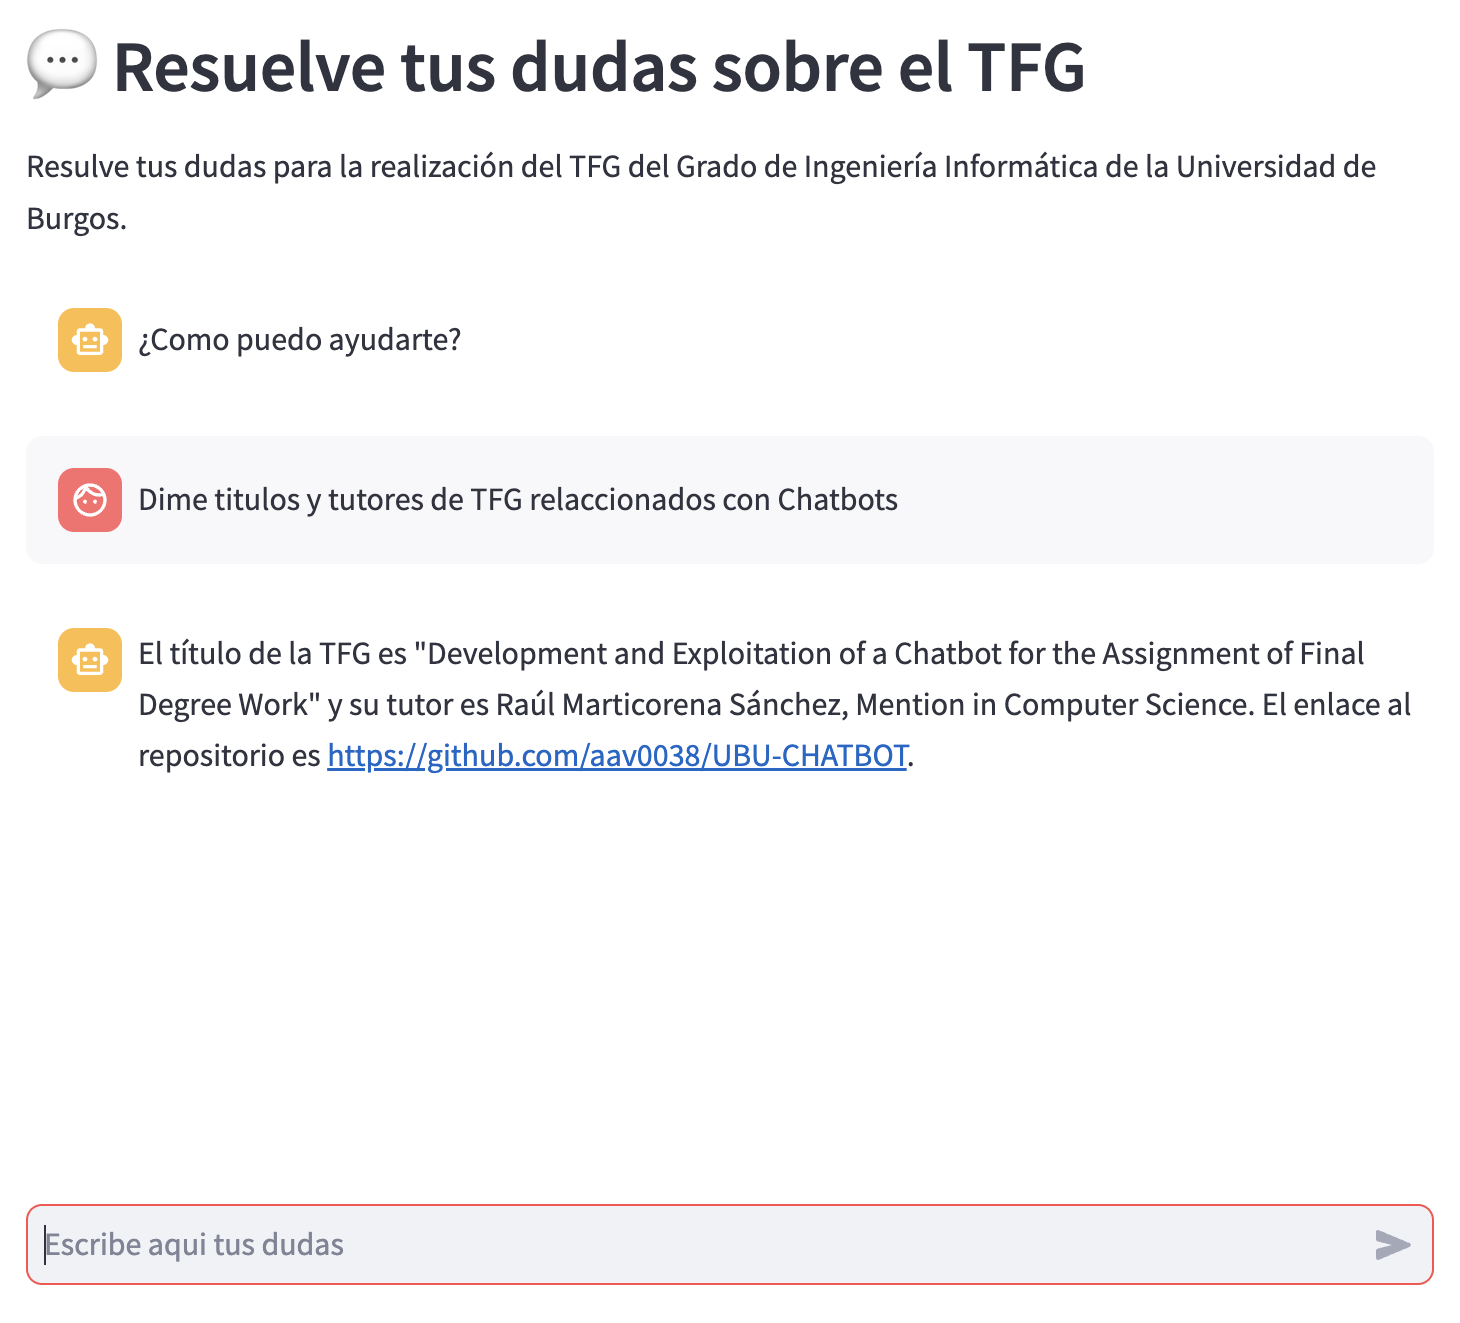 Resuelve tus dudas sobre el TFG
Resulve tus dudas para la realización del TFG del Grado de Ingeniería Informática de la Universidad de
Burgos.
¿Como puedo ayudarte?
Dime titulos y tutores de TFG relaccionados con Chatbots
El título de la TFG es "Development and Exploitation of a Chatbot for the Assignment of Final
Degree Work" y su tutor es Raúl Marticorena Sánchez, Mention in Computer Science. El enlace al
repositorio es https://github.com/aav0038/UBU-CHATBOT.
Escribe aqui tus dudas